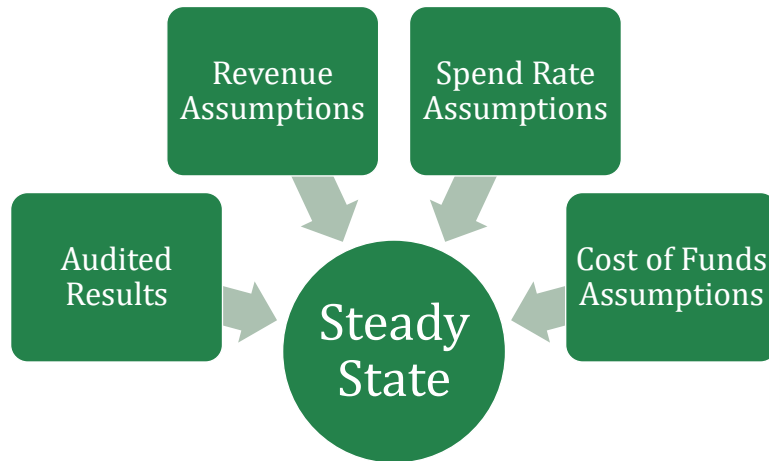 Revenue
Assumptions
Spend Rate
Assumptions
Audited
Results
Cost of Funds
Assumptions
Steady
State